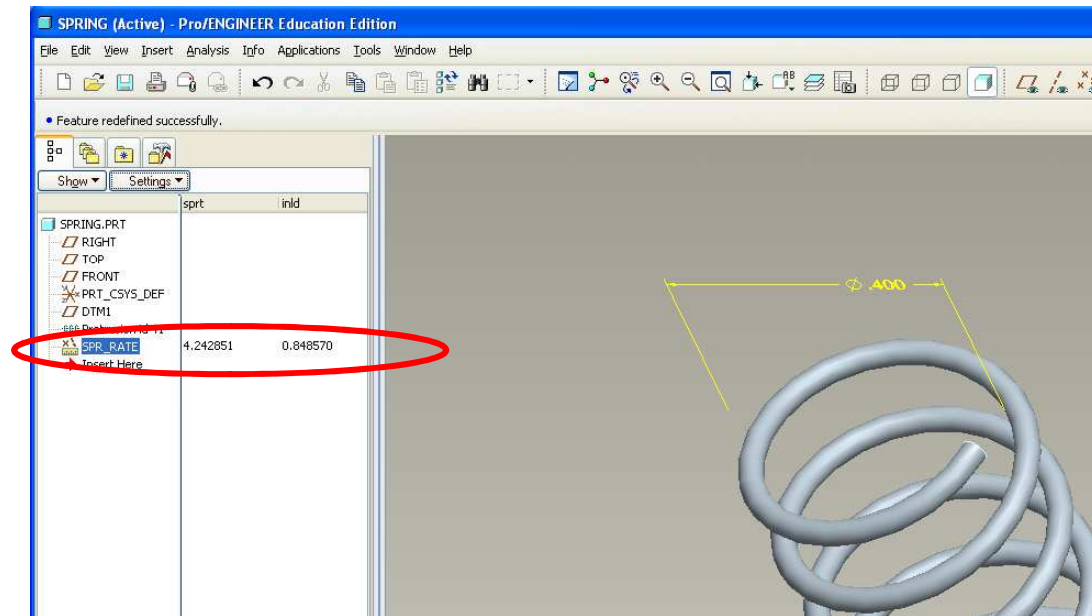 SPRING (Active) - Pro/ENGINEER Education Edition
File Edit View Insert Analysis Info Applications Tools Window Help
• Feature redefined successfully.
Show Settings
sprt inld
SPRING.PRT
RIGHT
TOP
FRONT
PRT_CSYS_DEF
DTM1
SPR_RATE 4.242851 0.848570
Insert Here
Ø .400